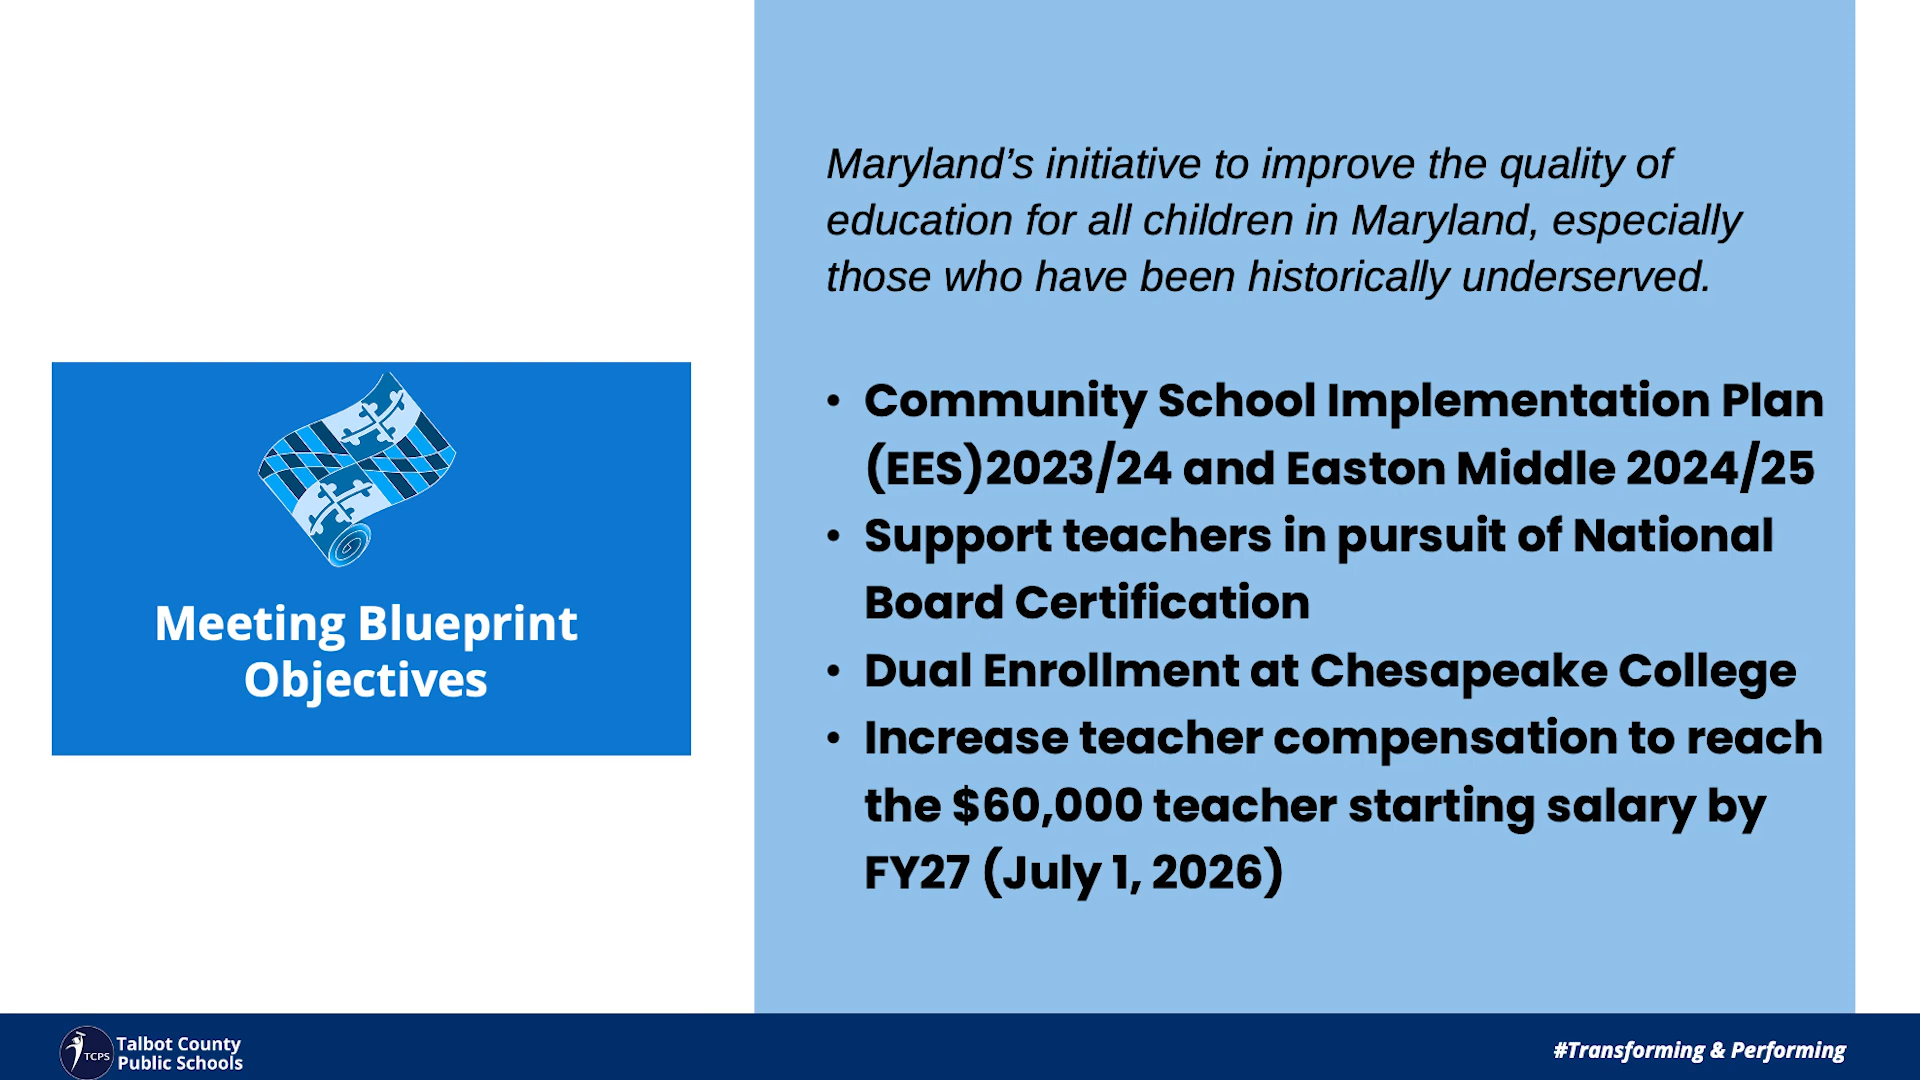 Meeting Blueprint
Objectives
Maryland’s initiative to improve the quality of
education for all children in Maryland, especially
those who have been historically underserved.
• Community School Implementation Plan
(EES)2023/24 and Easton Middle 2024/25
• Support teachers in pursuit of National
Board Certification
• Dual Enrollment at Chesapeake College
• Increase teacher compensation to reach
the $60,000 teacher starting salary by
FY27 (July 1, 2026)
TCPS
Talbot County
Public Schools
#Transforming & Performing